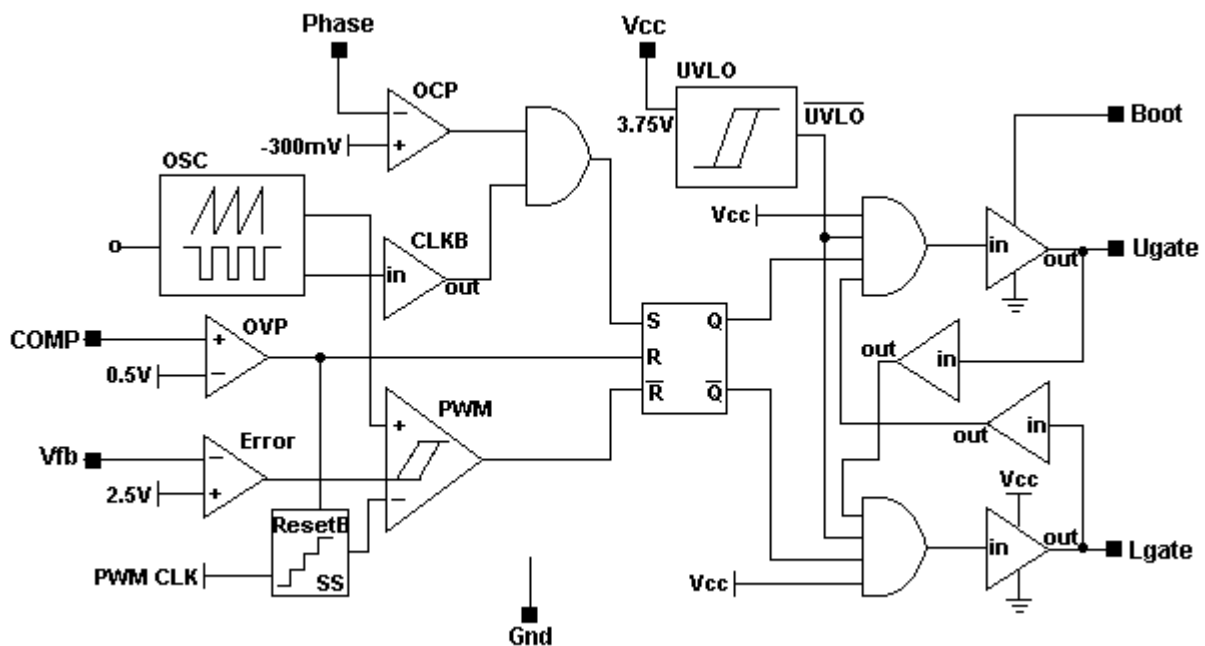 Phase
Vcc
OCP
UVLO
UVLO
Boot
−
+
-300mV
3.75V
OSC
Vcc
CLKB
in
out
in
out
Ugate
o
COMP
OVP
+
−
0.5V
S
Q
R
R
Q
out
in
PWM
+
−
Vfb
Error
−
+
2.5V
out
in
Vcc
ResetB
SS
PWM CLK
in
out
Lgate
Vcc
Gnd